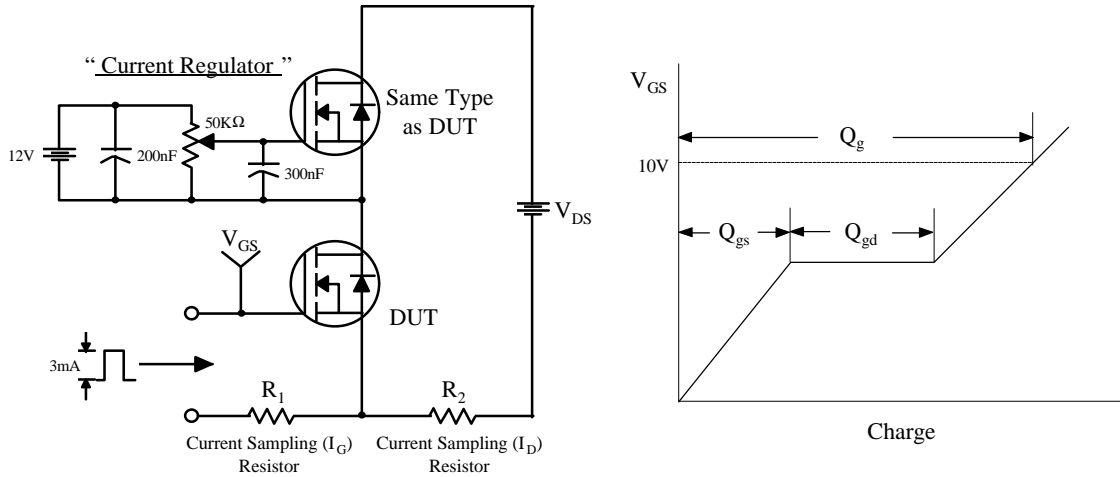 “ Current Regulator ”
12V
200nF
50KΩ
300nF
Same Type
as DUT
V_DS
V_GS
DUT
3mA
R_1
R_2
Current Sampling (I_G)
Resistor
Current Sampling (I_D)
Resistor
V_GS
Q_g
10V
Q_gs
Q_gd
Charge